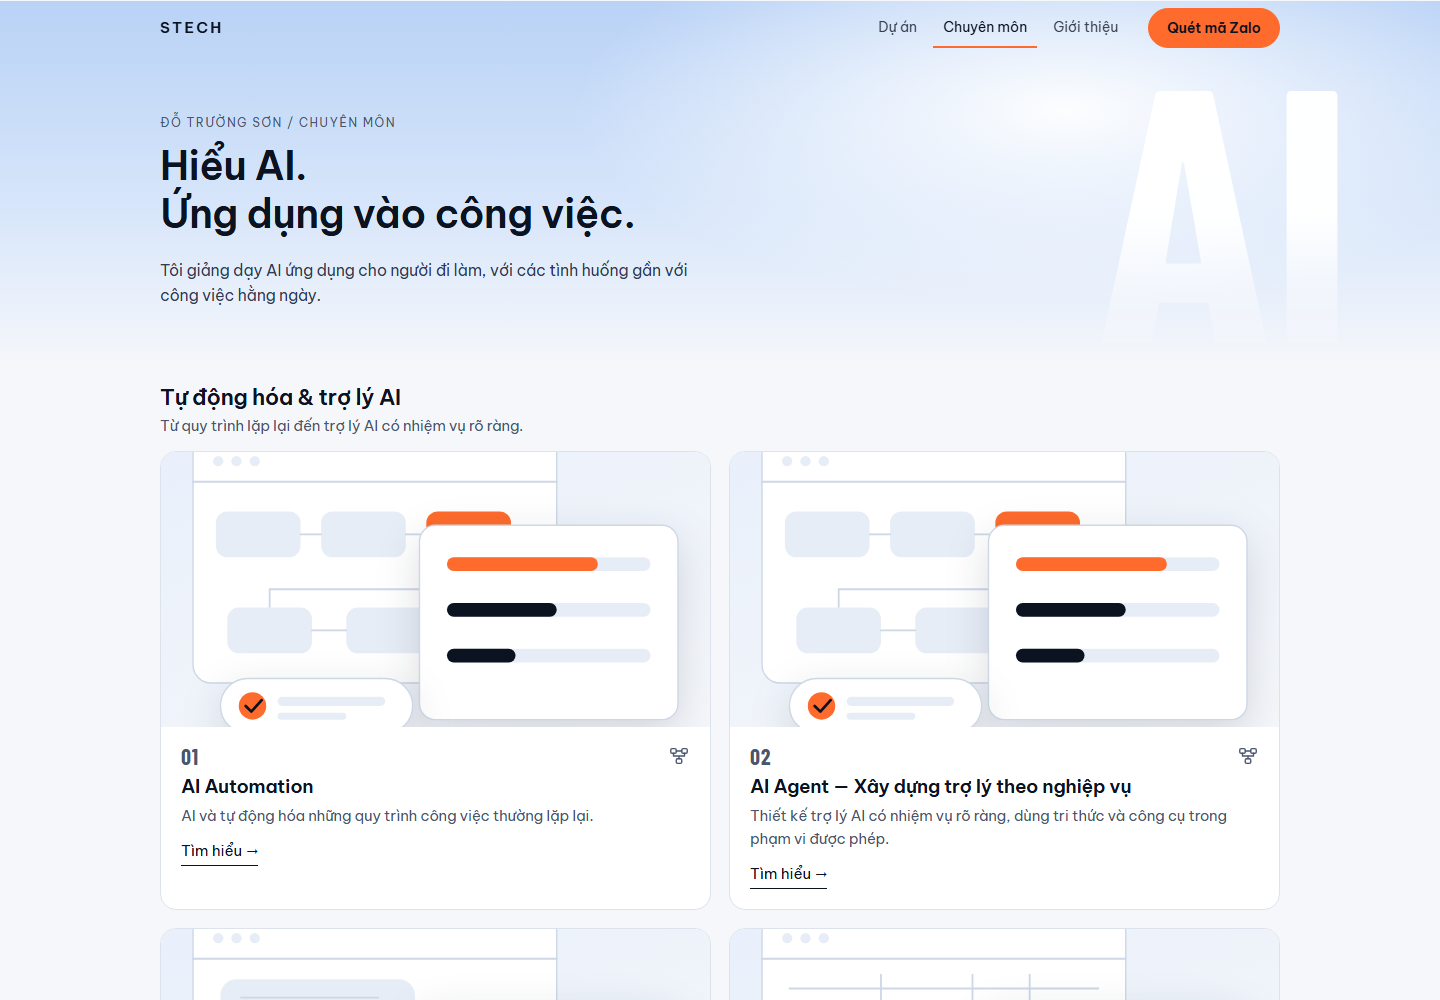 STECH
Dự án
Chuyên môn
Giới thiệu
Quét mã Zalo
AI
ĐỖ TRƯỜNG SƠN / CHUYÊN MÔN
Hiểu AI.
Ứng dụng vào công việc.
Tôi giảng dạy AI ứng dụng cho người đi làm, với các tình huống gần với
công việc hằng ngày.
Tự động hóa & trợ lý AI
Từ quy trình lặp lại đến trợ lý AI có nhiệm vụ rõ ràng.
01
AI Automation
AI và tự động hóa những quy trình công việc thường lặp lại.
Tìm hiểu →
02
AI Agent — Xây dựng trợ lý theo nghiệp vụ
Thiết kế trợ lý AI có nhiệm vụ rõ ràng, dùng tri thức và công cụ trong
phạm vi được phép.
Tìm hiểu →